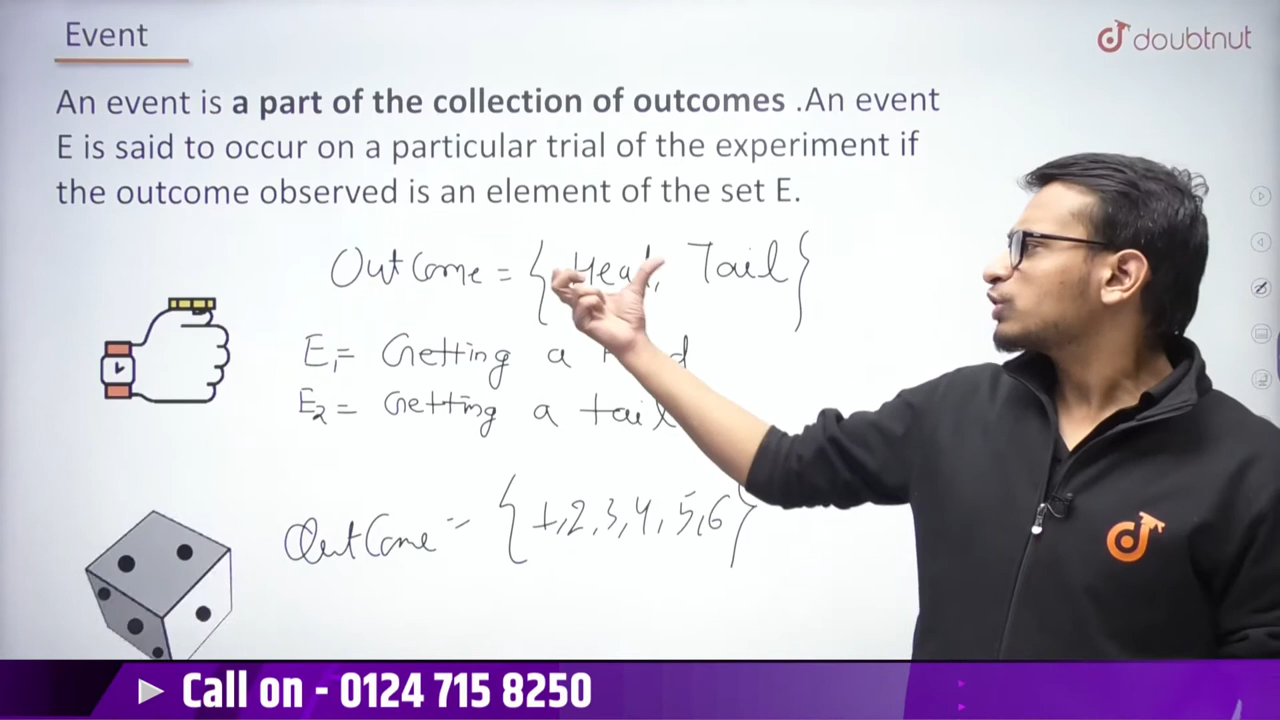 Event
doubtnut
An event is a part of the collection of outcomes .An event
E is said to occur on a particular trial of the experiment if
the outcome observed is an element of the set E.
OutCome = { Head, Tail }
E1 = Getting a
E2 = Getting a tail
OutCome = { 1, 2, 3, 4, 5, 6 }
Call on - 0124 715 8250